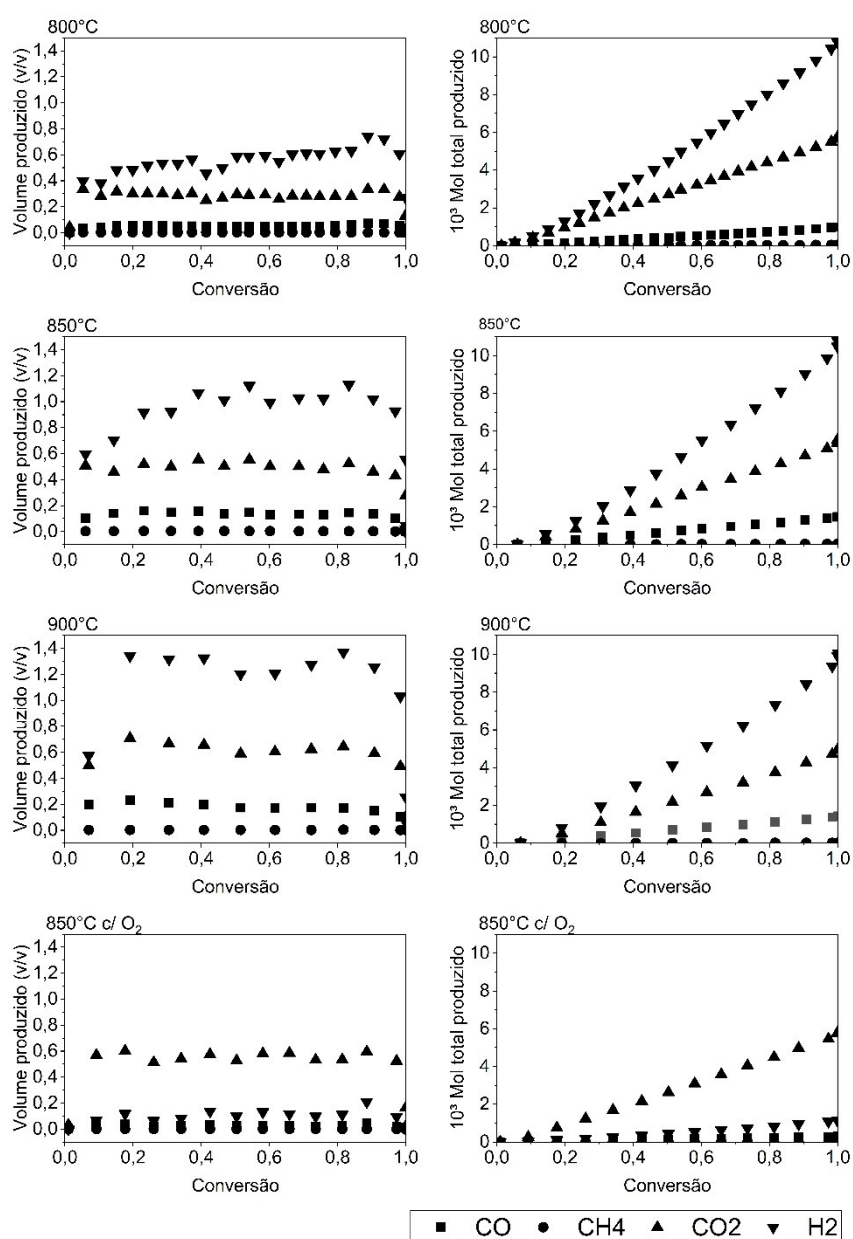 800°C
Volume produzido (v/v)
1,4
1,2
1,0
0,8
0,6
0,4
0,2
0,0
0,0 0,2 0,4 0,6 0,8 1,0
Conversão
800°C
10³ Mol total produzido
10
8
6
4
2
0
0,0 0,2 0,4 0,6 0,8 1,0
Conversão
850°C
Volume produzido (v/v)
1,4
1,2
1,0
0,8
0,6
0,4
0,2
0,0
0,0 0,2 0,4 0,6 0,8 1,0
Conversão
850°C
10³ Mol total produzido
10
8
6
4
2
0
0,0 0,2 0,4 0,6 0,8 1,0
Conversão
900°C
Volume produzido (v/v)
1,4
1,2
1,0
0,8
0,6
0,4
0,2
0,0
0,0 0,2 0,4 0,6 0,8 1,0
Conversão
900°C
10³ Mol total produzido
10
8
6
4
2
0
0,0 0,2 0,4 0,6 0,8 1,0
Conversão
850°C c/ O₂
Volume produzido (v/v)
1,4
1,2
1,0
0,8
0,6
0,4
0,2
0,0
0,0 0,2 0,4 0,6 0,8 1,0
Conversão
850°C c/ O₂
10³ Mol total produzido
10
8
6
4
2
0
0,0 0,2 0,4 0,6 0,8 1,0
Conversão
CO CH4 CO2 H2